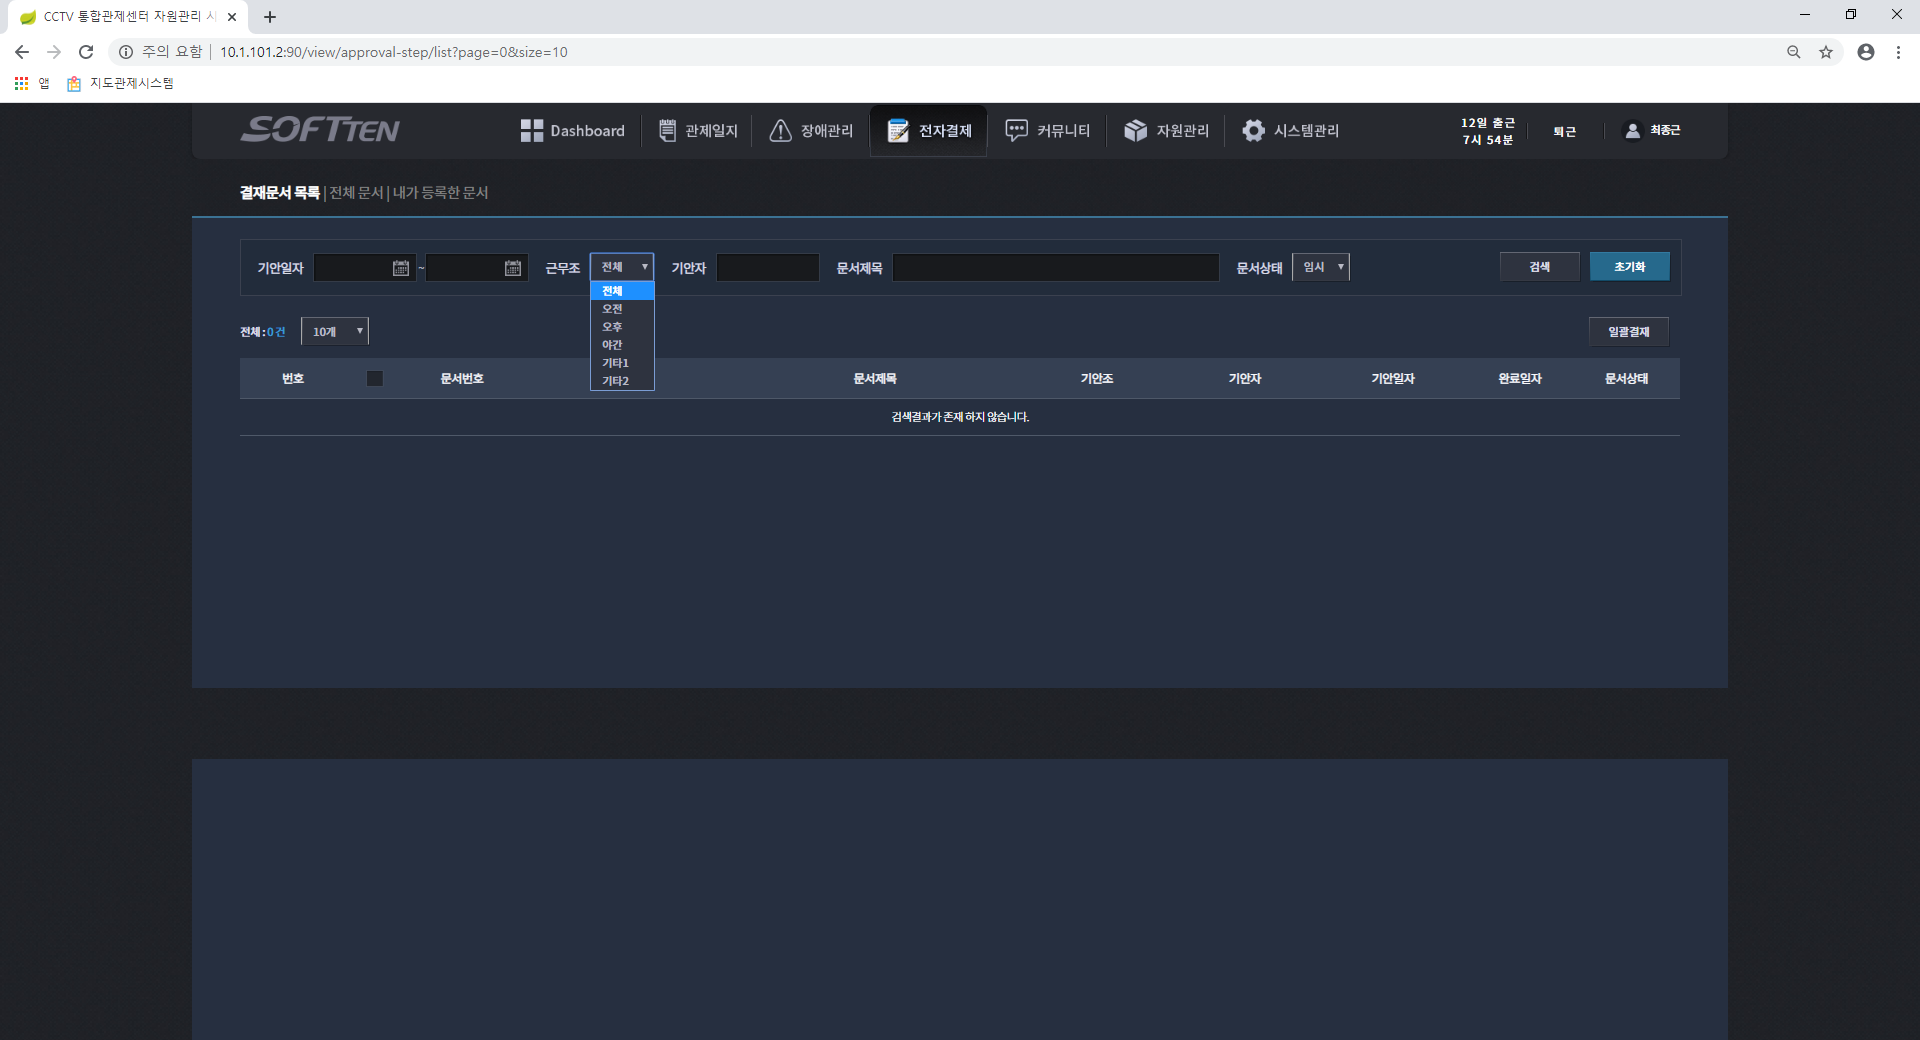 CCTV 통합관제센터 자원관리 시
주의 요함 | 10.1.101.2:90/view/approval-step/list?page=0&size=10
앱 지도관제시스템
SOFTTEN Dashboard 관제일지 장애관리 전자결제 커뮤니티 자원관리 시스템관리 12일 출근 퇴근 최종근
7시 54분
결재문서 목록 | 전체 문서 | 내가 등록한 문서
기안일자 ~ 근무조 전체 기안자 문서제목 문서상태 임시 검색 초기화
전체
오전
오후
야간
기타1
기타2
전체 : 0 건 10개 일괄결재
번호 문서번호 문서제목 기안조 기안자 기안일자 완료일자 문서상태
검색결과가 존재 하지 않습니다.